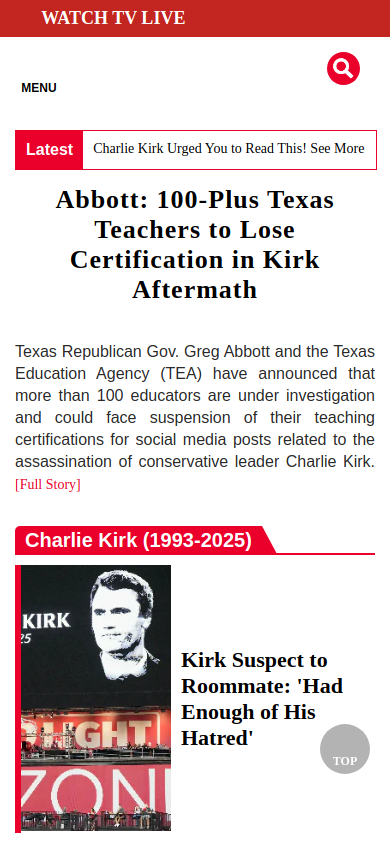 WATCH TV LIVE
MENU
Latest
Charlie Kirk Urged You to Read This! See More
Abbott: 100-Plus Texas
Teachers to Lose
Certification in Kirk
Aftermath
Texas Republican Gov. Greg Abbott and the Texas
Education Agency (TEA) have announced that
more than 100 educators are under investigation
and could face suspension of their teaching
certifications for social media posts related to the
assassination of conservative leader Charlie Kirk.
[Full Story]
Charlie Kirk (1993-2025)
KIRK
25
Kirk Suspect to
Roommate: 'Had
Enough of His
Hatred'
TOP
GHT
ZON